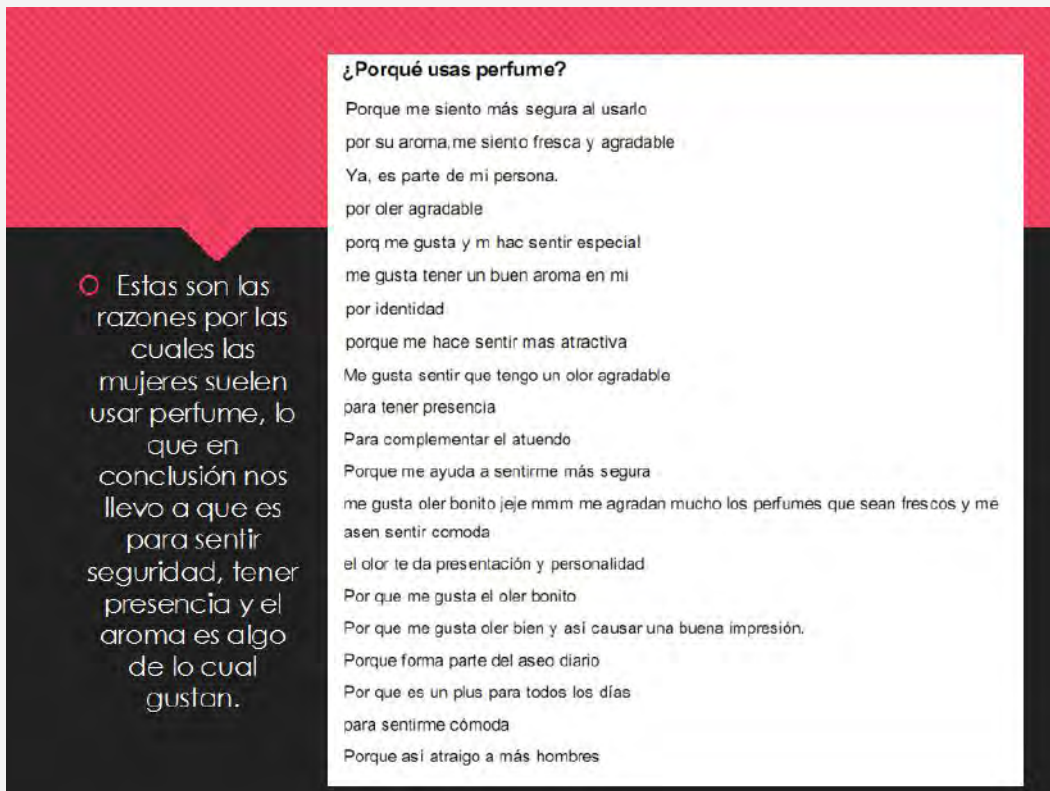 ¿Porqué usas perfume?
Porque me siento más segura al usarlo
por su aroma,me siento fresca y agradable
Ya, es parte de mi persona.
por oler agradable
porq me gusta y m hac sentir especial
me gusta tener un buen aroma en mi
por identidad
porque me hace sentir mas atractiva
Me gusta sentir que tengo un olor agradable
para tener presencia
Para complementar el atuendo
Porque me ayuda a sentirme más segura
me gusta oler bonito jeje mmm me agradan mucho los perfumes que sean frescos y me
asen sentir comoda
el olor te da presentación y personalidad
Por que me gusta el oler bonito
Por que me gusta oler bien y así causar una buena impresión.
Porque forma parte del aseo diario
Por que es un plus para todos los días
para sentirme cómoda
Porque así atraigo a más hombres
Estas son las
razones por las
cuales las
mujeres suelen
usar perfume, lo
que en
conclusión nos
llevo a que es
para sentir
seguridad, tener
presencia y el
aroma es algo
de lo cual
gustan.